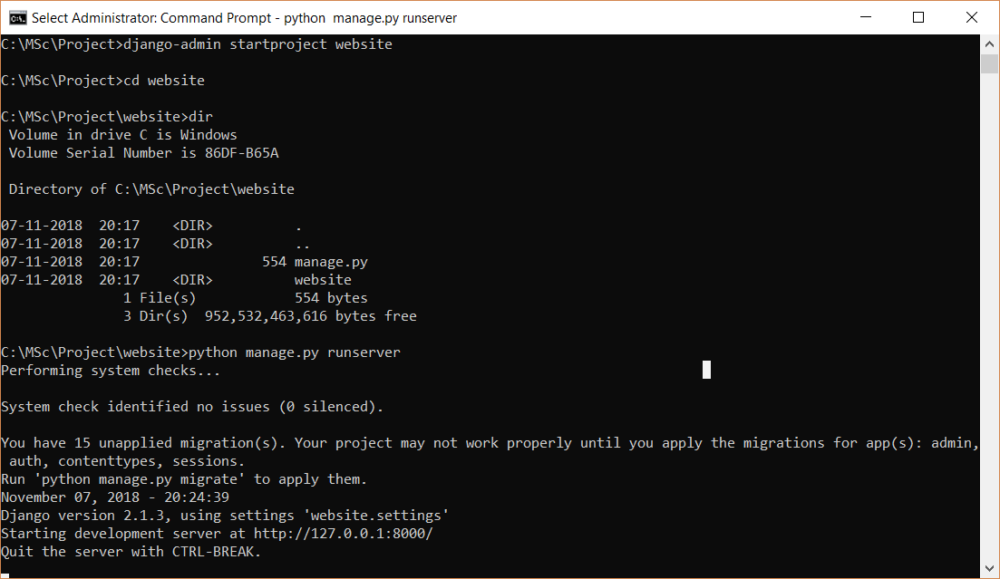 Select Administrator: Command Prompt - python  manage.py runserver
C:\MSc\Project>django-admin startproject website
C:\MSc\Project>cd website
C:\MSc\Project\website>dir
 Volume in drive C is Windows
 Volume Serial Number is 86DF-B65A
 Directory of C:\MSc\Project\website
07-11-2018  20:17    <DIR>          .
07-11-2018  20:17    <DIR>          ..
07-11-2018  20:17               554 manage.py
07-11-2018  20:17    <DIR>          website
               1 File(s)            554 bytes
               3 Dir(s)  952,532,463,616 bytes free
C:\MSc\Project\website>python manage.py runserver
Performing system checks...
System check identified no issues (0 silenced).
You have 15 unapplied migration(s). Your project may not work properly until you apply the migrations for app(s): admin,
 auth, contenttypes, sessions.
Run 'python manage.py migrate' to apply them.
November 07, 2018 - 20:24:39
Django version 2.1.3, using settings 'website.settings'
Starting development server at http://127.0.0.1:8000/
Quit the server with CTRL-BREAK.